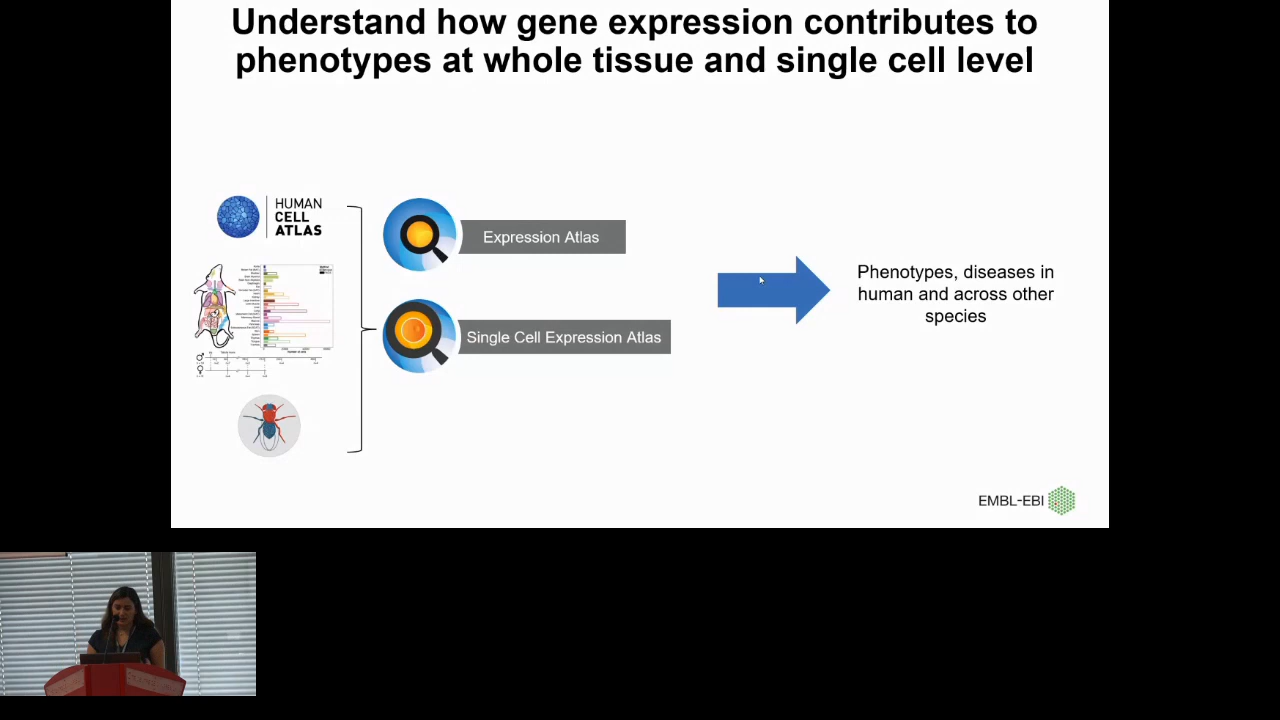 Understand how gene expression contributes to
phenotypes at whole tissue and single cell level
HUMAN
CELL
ATLAS
Expression Atlas
Single Cell Expression Atlas
Phenotypes, diseases in
human and across other
species
EMBL-EBI